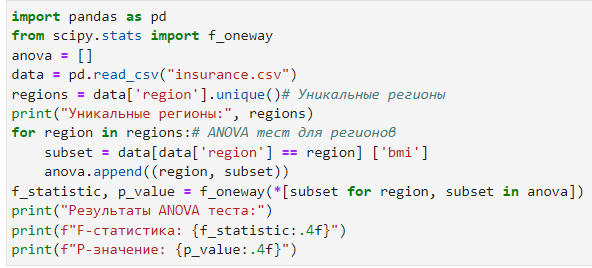 import pandas as pd
from scipy.stats import f_oneway
anova = []
data = pd.read_csv("insurance.csv")
regions = data['region'].unique()# Уникальные регионы
print("Уникальные регионы:", regions)
for region in regions:# ANOVA тест для регионов
    subset = data[data['region'] == region] ['bmi']
    anova.append((region, subset))
f_statistic, p_value = f_oneway(*[subset for region, subset in anova])
print("Результаты ANOVA теста:")
print(f"F-статистика: {f_statistic:.4f}")
print(f"P-значение: {p_value:.4f}")